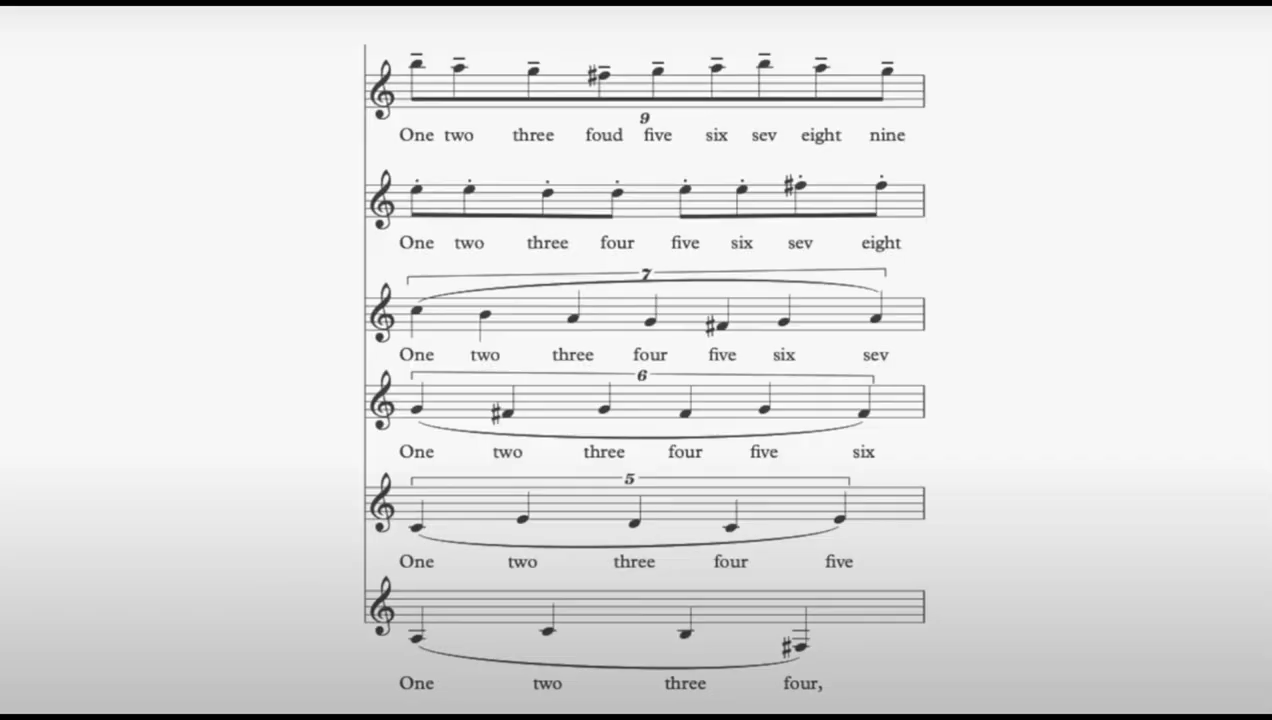 9
One two three foud five six sev eight nine
One two three four five six sev eight
7
One two three four five six sev
6
One two three four five six
5
One two three four five
One two three four,